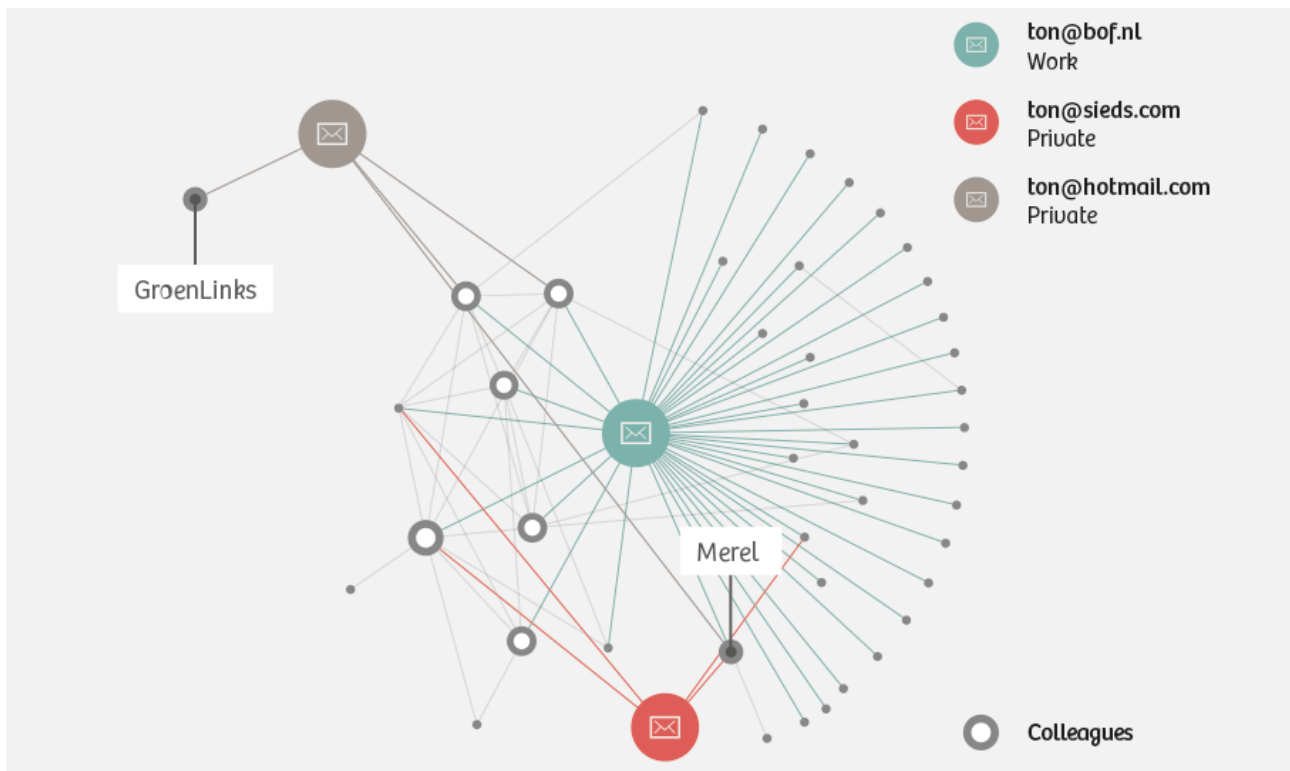 ton@bof.nl
Work
ton@sieds.com
Private
ton@hotmail.com
Private
GroenLinks
Merel
Colleagues